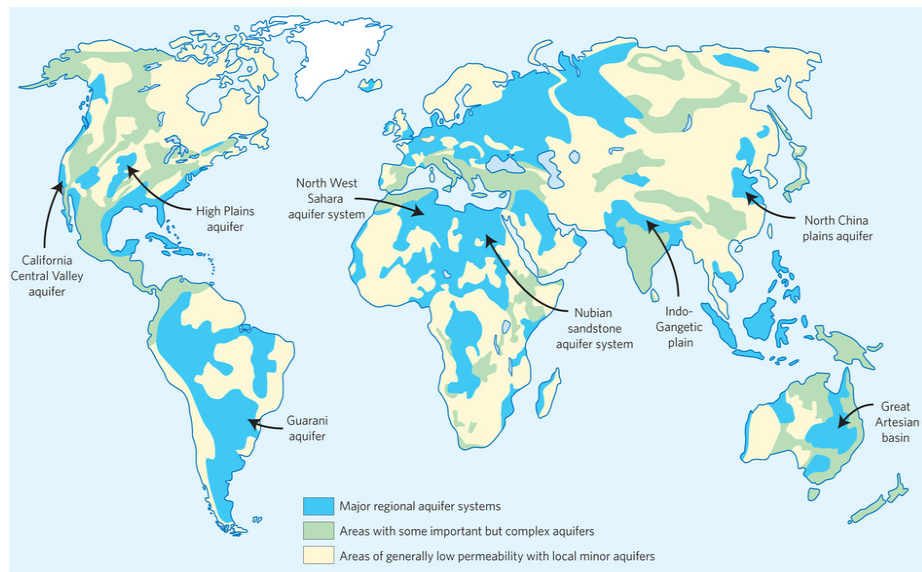 North West
Sahara
aquifer system
High Plains
aquifer
California
Central Valley
aquifer
North China
plains aquifer
Indo-
Gangetic
plain
Nubian
sandstone
aquifer system
Guarani
aquifer
Great
Artesian
basin
Major regional aquifer systems
Areas with some important but complex aquifers
Areas of generally low permeability with local minor aquifers